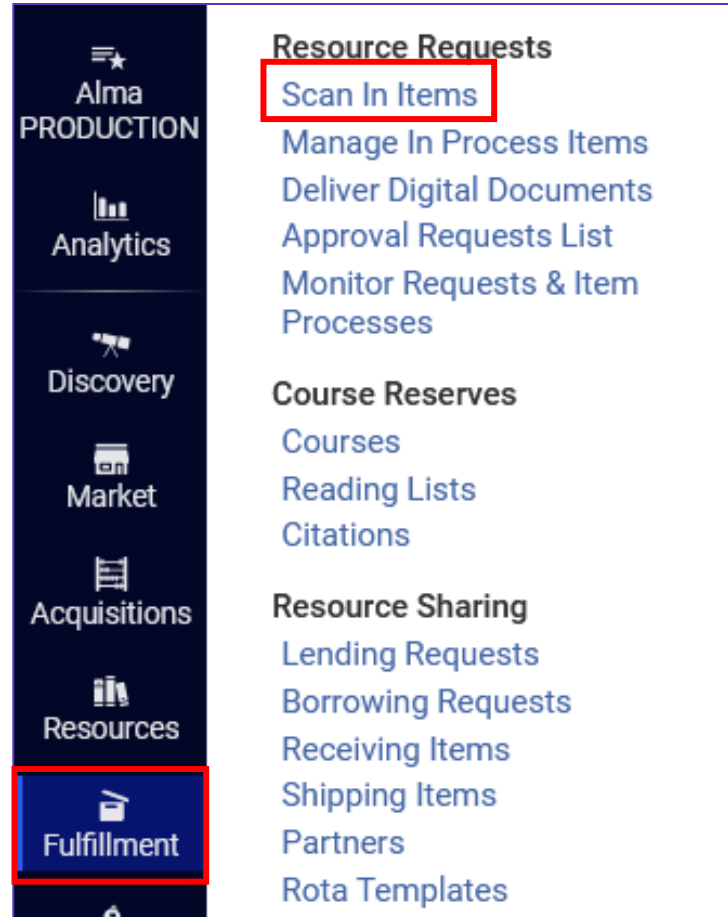 Alma
PRODUCTION
Analytics
Discovery
Market
Acquisitions
Resources
Fulfillment
Resource Requests
Scan In Items
Manage In Process Items
Deliver Digital Documents
Approval Requests List
Monitor Requests & Item
Processes
Course Reserves
Courses
Reading Lists
Citations
Resource Sharing
Lending Requests
Borrowing Requests
Receiving Items
Shipping Items
Partners
Rota Templates